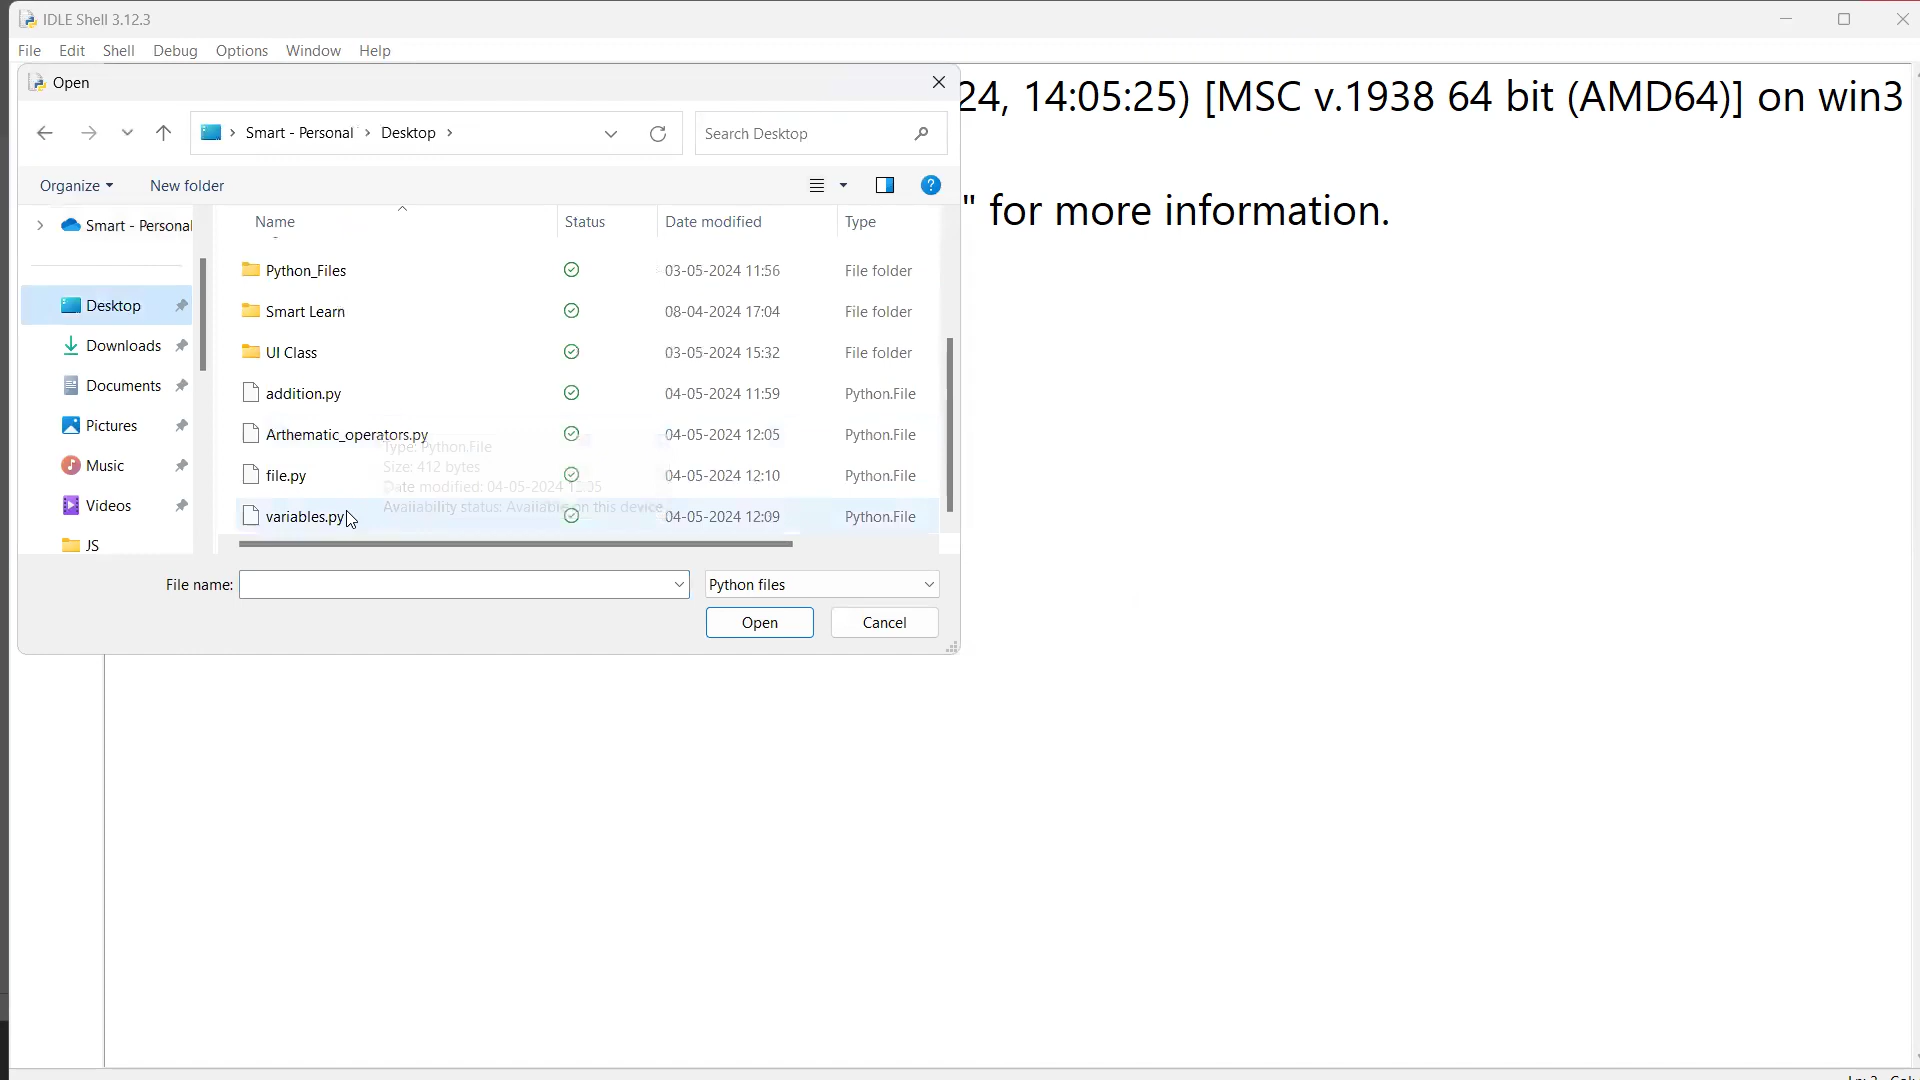 IDLE Shell 3.12.3
File Edit Shell Debug Options Window Help
Open
24, 14:05:25) [MSC v.1938 64 bit (AMD64)] on win3
Smart - Personal Desktop
Search Desktop
Organize New folder
" for more information.
Name Status Date modified Type
Smart - Personal
Desktop
Downloads
Documents
Pictures
Music
Videos
JS
Python_Files 03-05-2024 11:56 File folder
Smart Learn 08-04-2024 17:04 File folder
UI Class 03-05-2024 15:32 File folder
addition.py 04-05-2024 11:59 Python.File
Arthematic_operators.py 04-05-2024 12:05 Python.File
Type: Python.File
Size: 412 bytes
file.py 04-05-2024 12:10 Python.File
Date modified: 04-05-2024
Availability status: Available on this device
variables.py 04-05-2024 12:09 Python.File
File name: Python files
Open Cancel